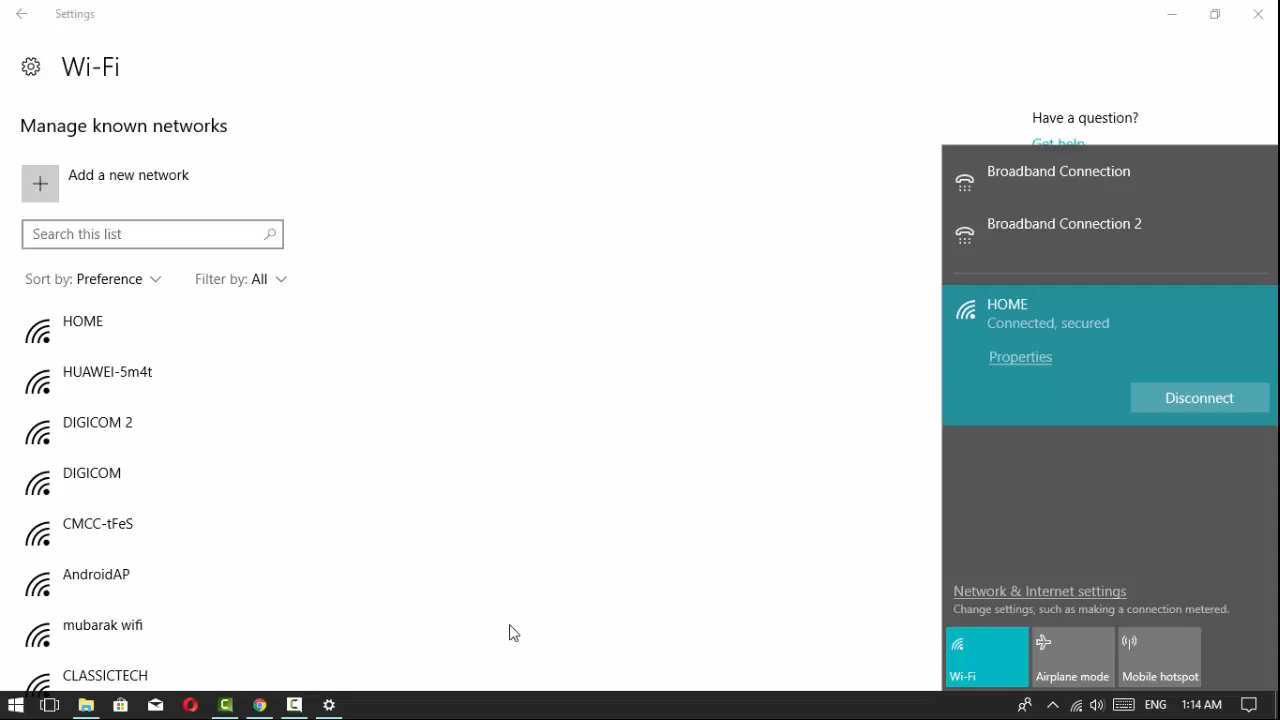 Settings
Wi-Fi
Manage known networks
Add a new network
Search this list
Sort by: Preference Filter by: All
HOME
HUAWEI-5m4t
DIGICOM 2
DIGICOM
CMCC-tFeS
AndroidAP
mubarak wifi
CLASSICTECH
Have a question?
Get help
Broadband Connection
Broadband Connection 2
HOME
Connected, secured
Properties
Disconnect
Network & Internet settings
Change settings, such as making a connection metered.
Wi-Fi Airplane mode Mobile hotspot
ENG 1:14 AM